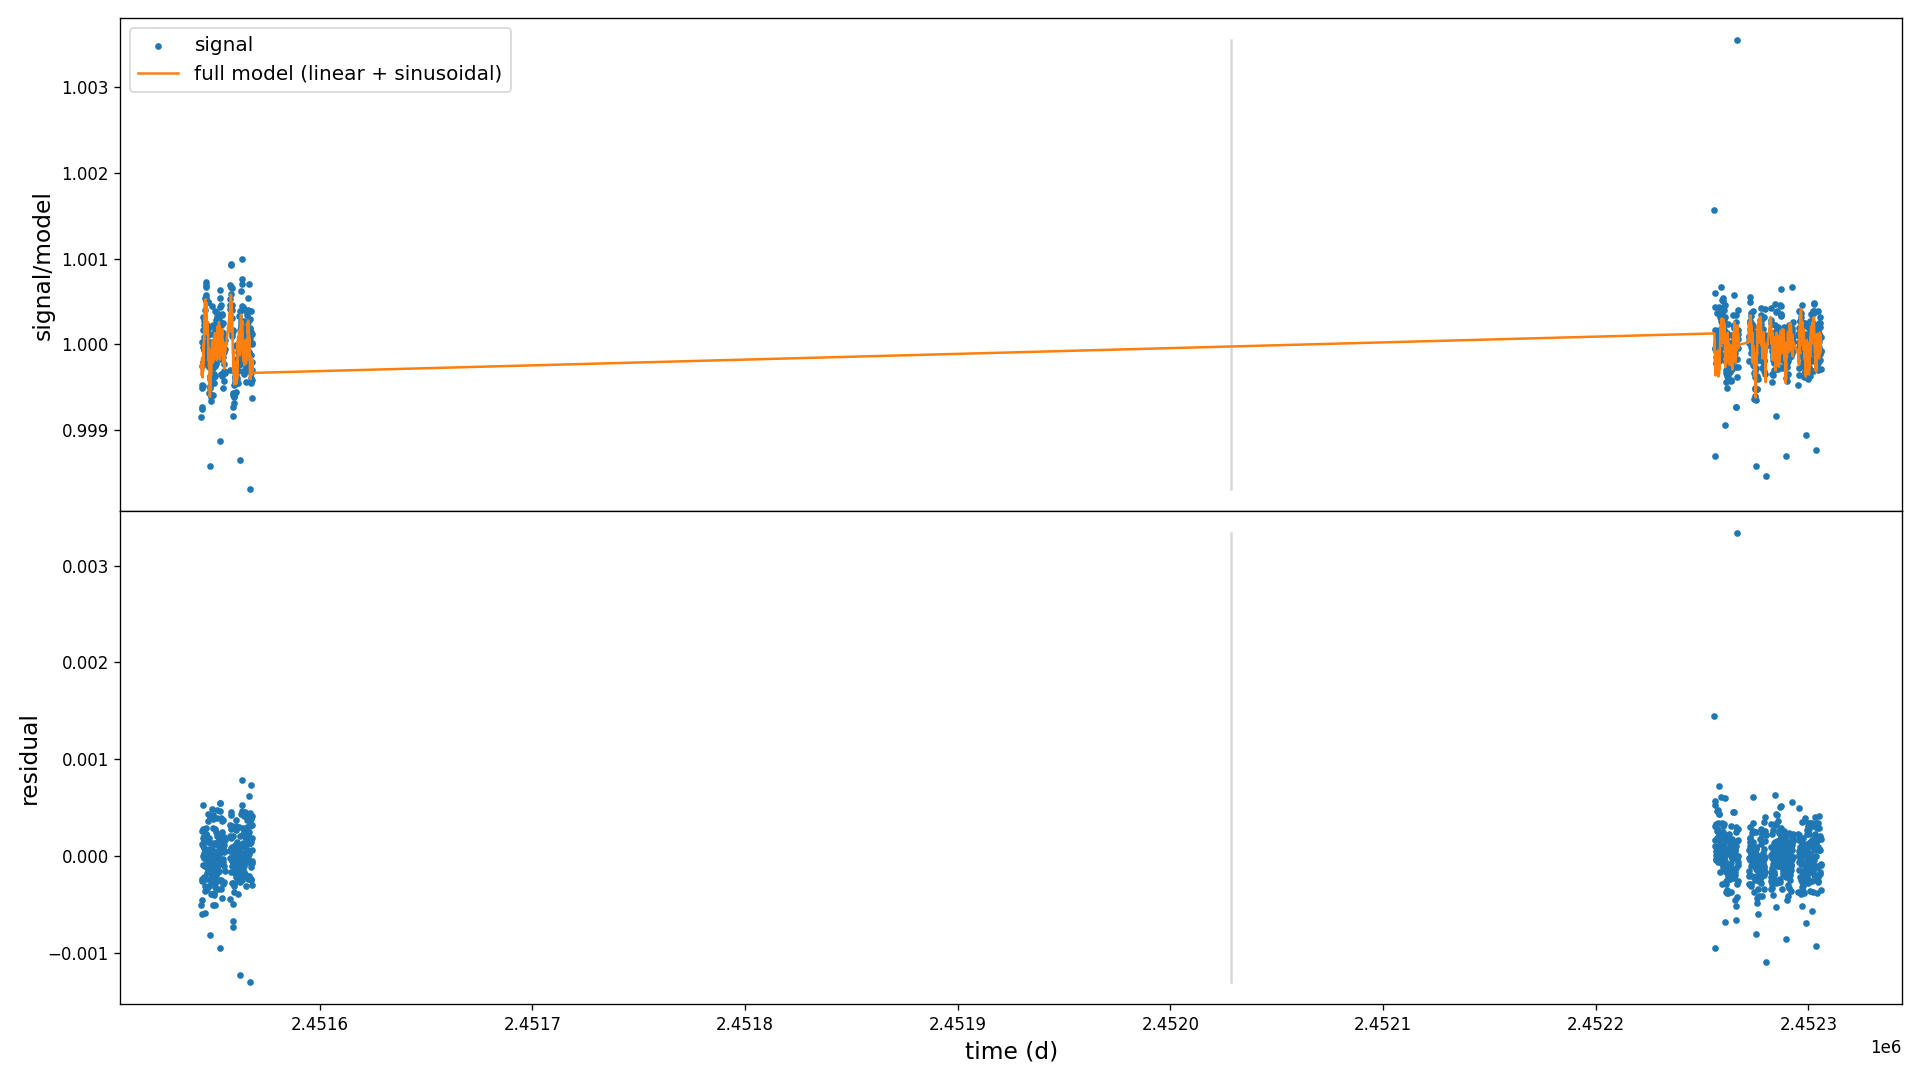 signal
full model (linear + sinusoidal)
signal/model
1.003
1.002
1.001
1.000
0.999
residual
0.003
0.002
0.001
0.000
−0.001
2.4516 2.4517 2.4518 2.4519 2.4520 2.4521 2.4522 2.4523
time (d)
1e6